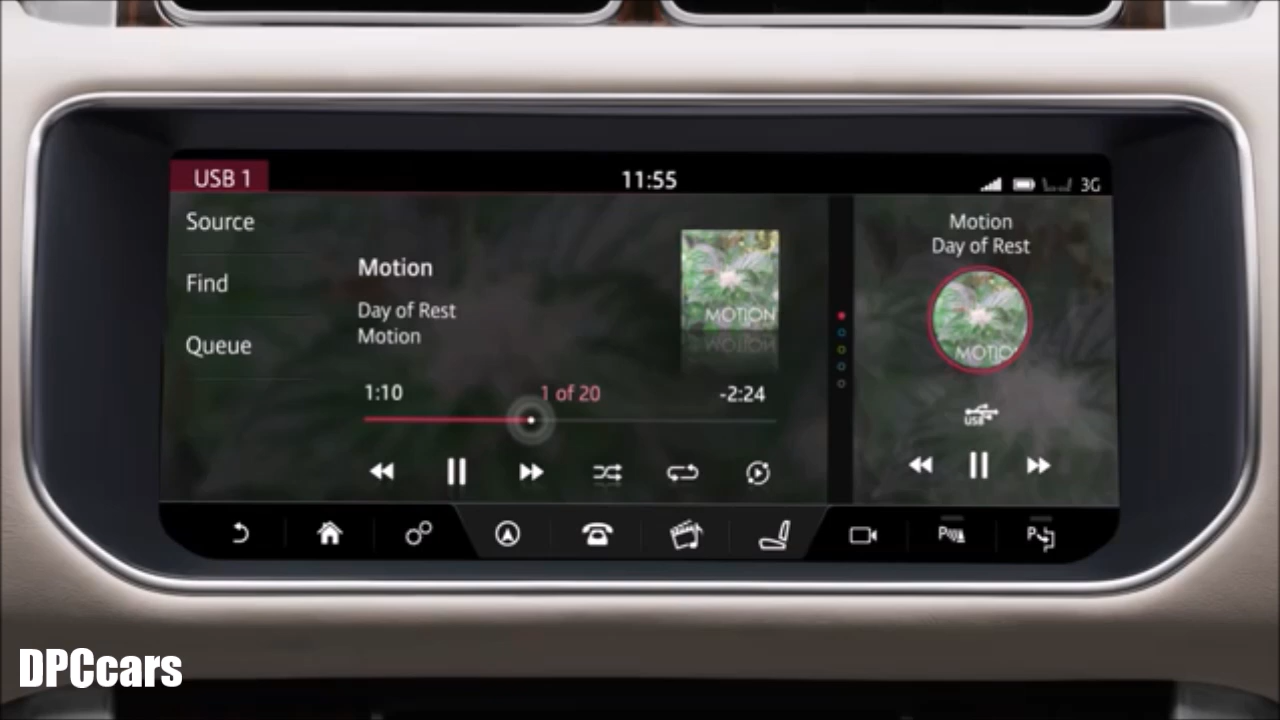 USB 1
11:55
3G
Source
Find
Queue
Motion
Day of Rest
Motion
MOTION
1:10
1 of 20
-2:24
Motion
Day of Rest
MOTIO
USB
P
P
DPCcars